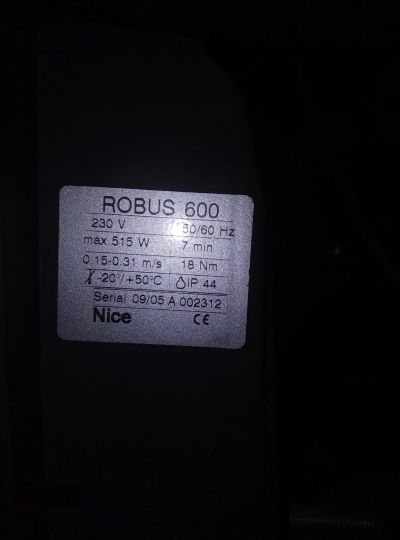 ROBUS 600
230 V 50/60 Hz
max 515 W 7 min
0.15-0.31 m/s 18 Nm
-20°/+50°C IP 44
Serial 09/05 A 002312
Nice CE